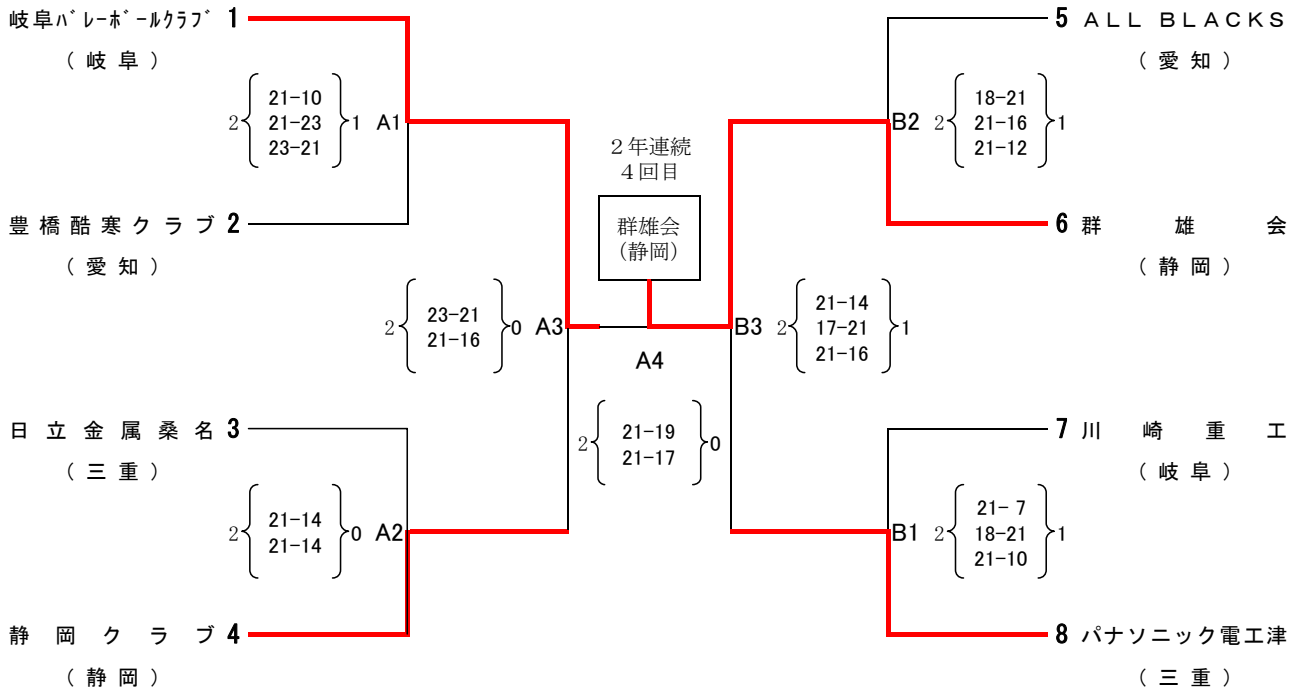 岐阜ﾊﾞﾚｰﾎﾞｰﾙｸﾗﾌﾞ 1
(岐阜)
2 21-10 1 A1
21-23
23-21
豊橋酷寒クラブ 2
(愛知)
2 23-21 0 A3
21-16
日立金属桑名 3
(三重)
2 21-14 0 A2
21-14
静岡クラブ 4
(静岡)
2年連続
4回目
群雄会
(静岡)
A4
2 21-19 0
21-17
5 ALL BLACKS
(愛知)
B2 2 18-21 1
21-16
21-12
6 群雄会
(静岡)
B3 2 21-14 1
17-21
21-16
7 川崎重工
(岐阜)
B1 2 21- 7 1
18-21
21-10
8 パナソニック電工津
(三重)